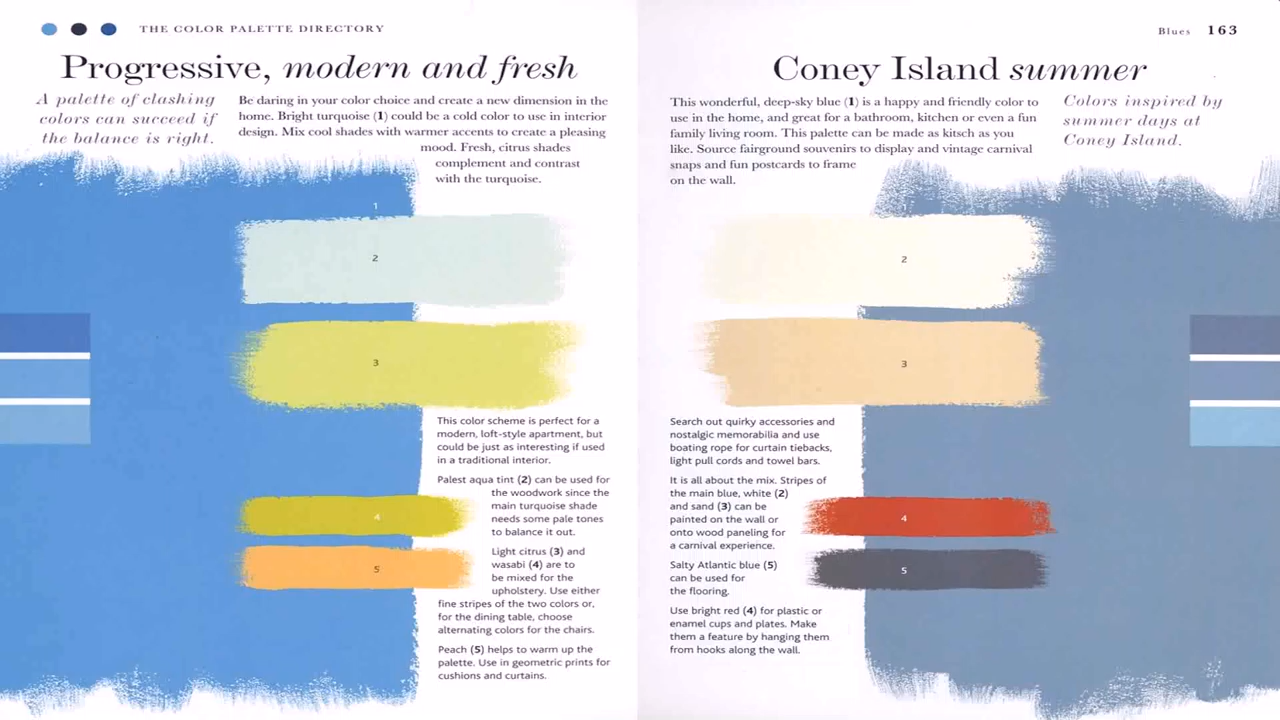 THE COLOR PALETTE DIRECTORY
Progressive, modern and fresh
A palette of clashing
colors can succeed if
the balance is right.
Be daring in your color choice and create a new dimension in the
home. Bright turquoise (1) could be a cold color to use in interior
design. Mix cool shades with warmer accents to create a pleasing
mood. Fresh, citrus shades
complement and contrast
with the turquoise.
1
2
3
This color scheme is perfect for a
modern, loft-style apartment, but
could be just as interesting if used
in a traditional interior.
Palest aqua tint (2) can be used for
the woodwork since the
main turquoise shade
needs some pale tones
to balance it out.
4
5
Light citrus (3) and
wasabi (4) are to
be mixed for the
upholstery. Use either
fine stripes of the two colors or,
for the dining table, choose
alternating colors for the chairs.
Peach (5) helps to warm up the
palette. Use in geometric prints for
cushions and curtains.
Blues 163
Coney Island summer
This wonderful, deep-sky blue (1) is a happy and friendly color to
use in the home, and great for a bathroom, kitchen or even a fun
family living room. This palette can be made as kitsch as you
like. Source fairground souvenirs to display and vintage carnival
snaps and fun postcards to frame
on the wall.
Colors inspired by
summer days at
Coney Island.
2
3
Search out quirky accessories and
nostalgic memorabilia and use
boating rope for curtain tiebacks,
light pull cords and towel bars.
It is all about the mix. Stripes of
the main blue, white (2)
and sand (3) can be
painted on the wall or
onto wood paneling for
a carnival experience.
4
5
Salty Atlantic blue (5)
can be used for
the flooring.
Use bright red (4) for plastic or
enamel cups and plates. Make
them a feature by hanging them
from hooks along the wall.